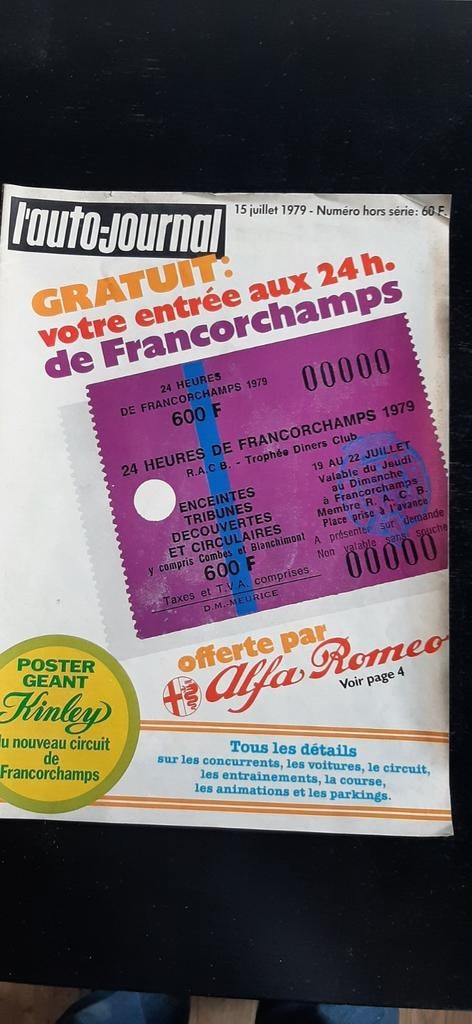 l'auto-journal
15 juillet 1979 - Numéro hors série: 60 F.
GRATUIT:
votre entrée aux 24 h.
de Francorchamps
24 HEURES
DE FRANCORCHAMPS 1979
600 F
00000
24 HEURES DE FRANCORCHAMPS 1979
R.A.C B. - Trophée Diners Club
ENCEINTES
TRIBUNES
DECOUVERTES
ET CIRCULAIRES
y compris Combes et Blanchimont
600 F
Taxes et T.V.A. comprises
D.M.-MEURICE
19 AU 22 JUILLET
Valable du Jeudi
au Dimanche
à Francorchamps
Membre R. A. C. B.
Place prise à l'avance
A présenter sur demande
Non valable sans souche
00000
offerte par
Alfa Romeo
Voir page 4
POSTER
GEANT
Kinley
du nouveau circuit
de
Francorchamps
Tous les détails
sur les concurrents, les voitures, le circuit,
les entraînements, la course,
les animations et les parkings.